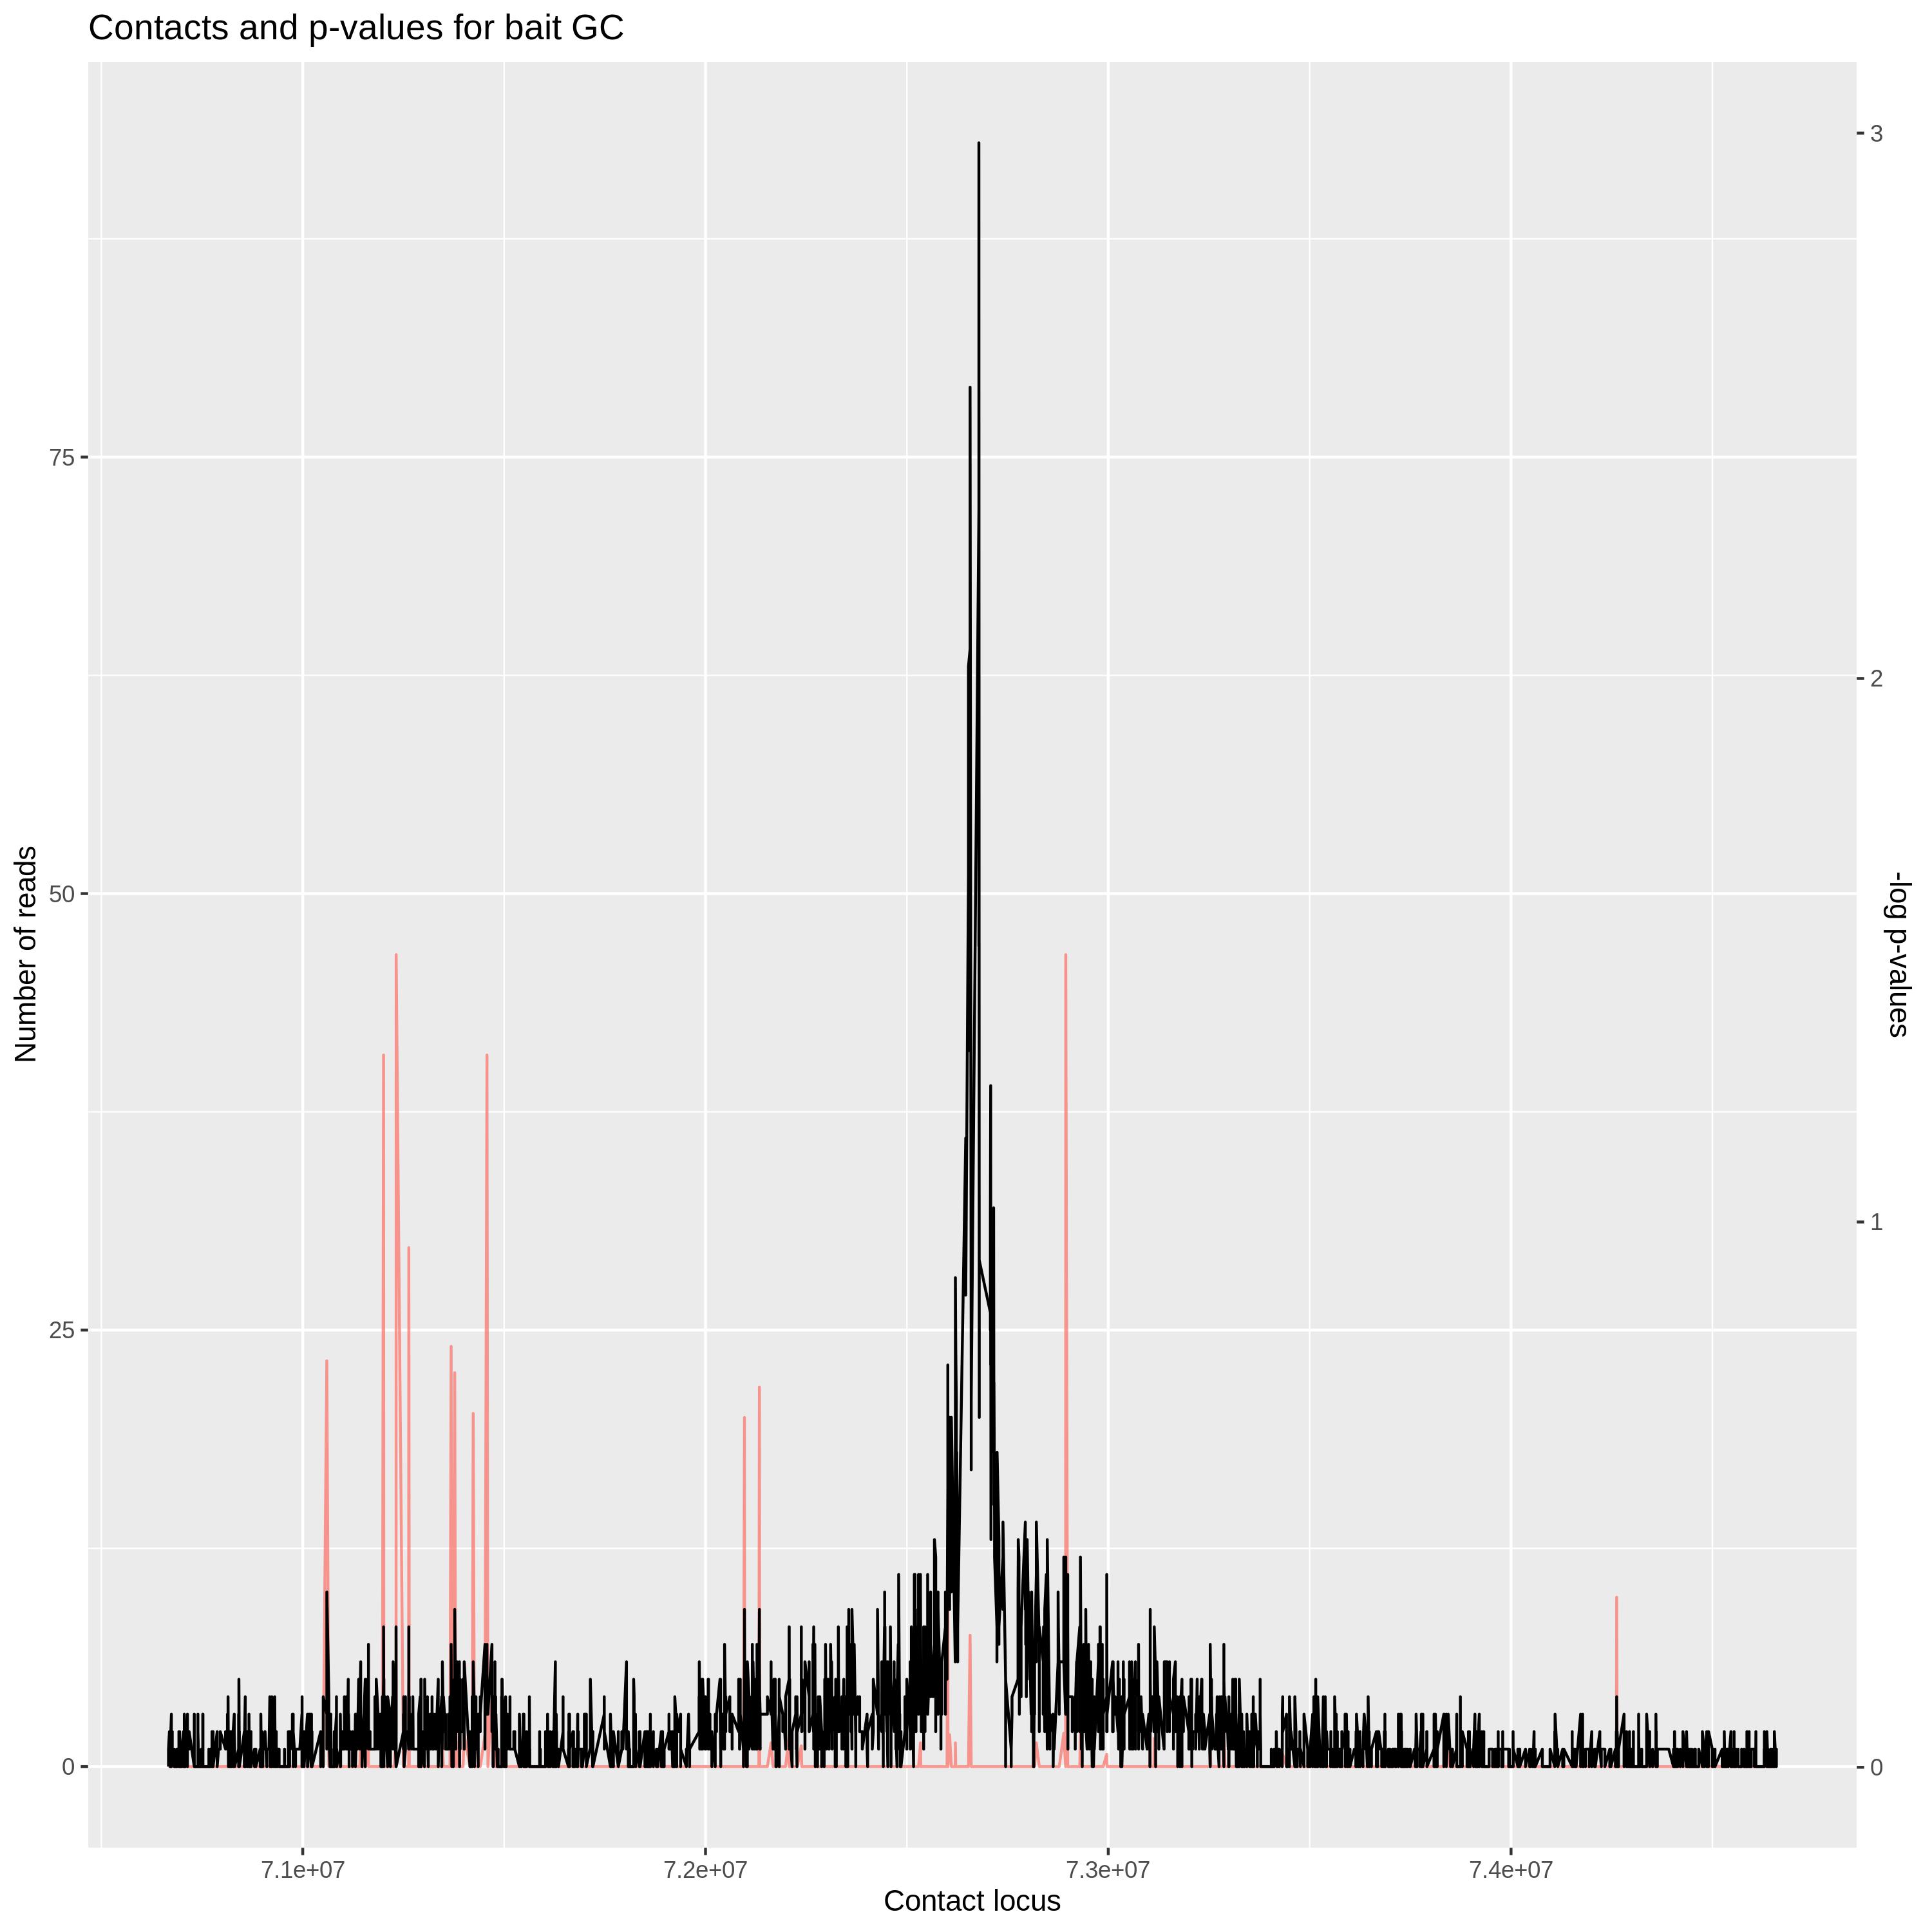 Contacts and p-values for bait GC
3
75
2
50
Number of reads
-log p-values
1
25
0
0
7.1e+07
7.2e+07
7.3e+07
7.4e+07
Contact locus